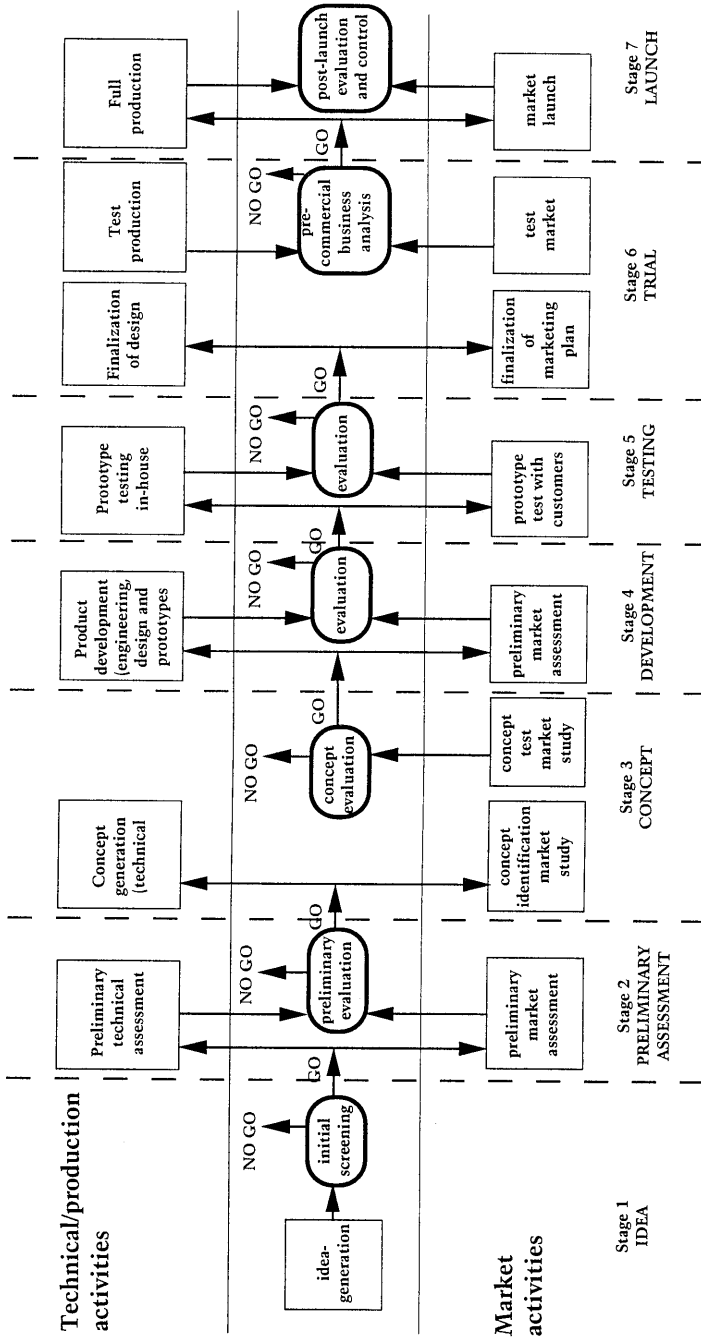 Technical/production
activities
Preliminary
technical
assessment
Concept
generation
(technical
Product
development
(engineering,
design and
prototypes
Prototype
testing
in-house
Finalization
of design
Test
production
Full
production
idea-
generation
initial
screening
NO GO
GO
preliminary
evaluation
NO GO
GO
concept
evaluation
NO GO
GO
evaluation
NO GO
GO
evaluation
NO GO
GO
pre-
commercial
business
analysis
NO GO
GO
post-launch
evaluation
and control
Market
activities
preliminary
market
assessment
concept
identification
market
study
concept
test
market
study
preliminary
market
assessment
prototype
test with
customers
finalization
of
marketing
plan
test
market
market
launch
Stage 1
IDEA
Stage 2
PRELIMINARY
ASSESSMENT
Stage 3
CONCEPT
Stage 4
DEVELOPMENT
Stage 5
TESTING
Stage 6
TRIAL
Stage 7
LAUNCH